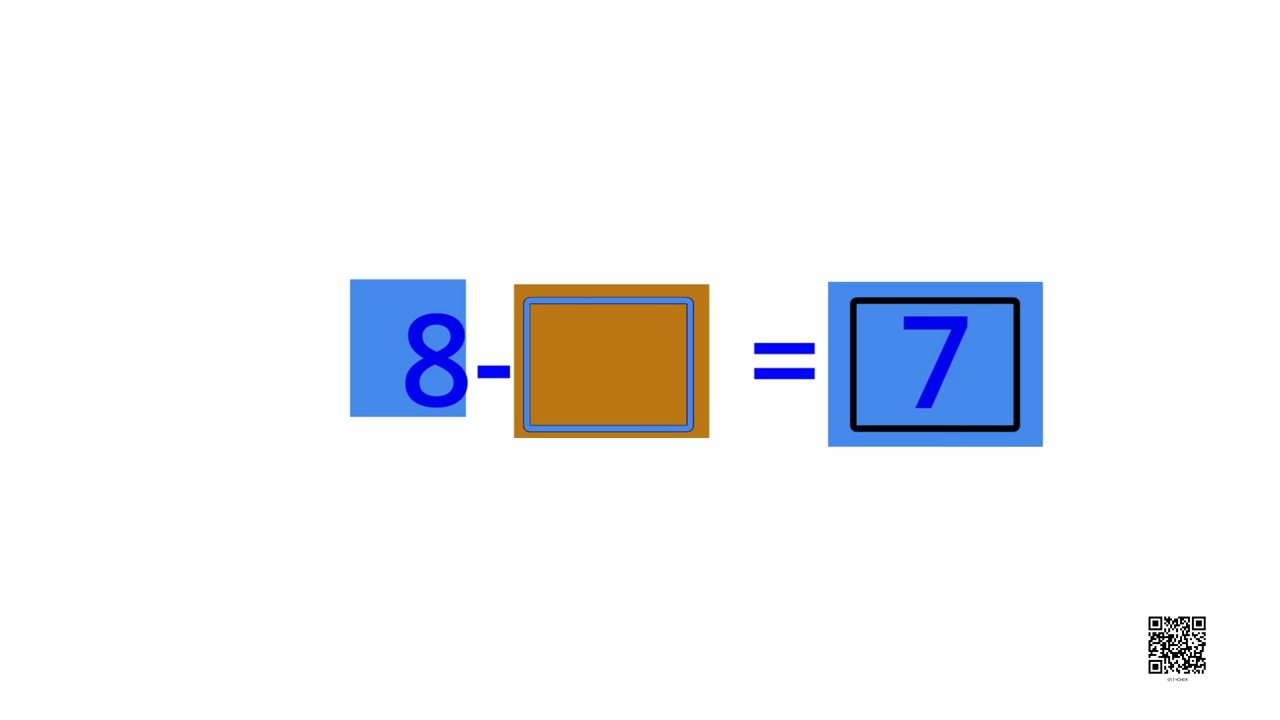 8- = 7